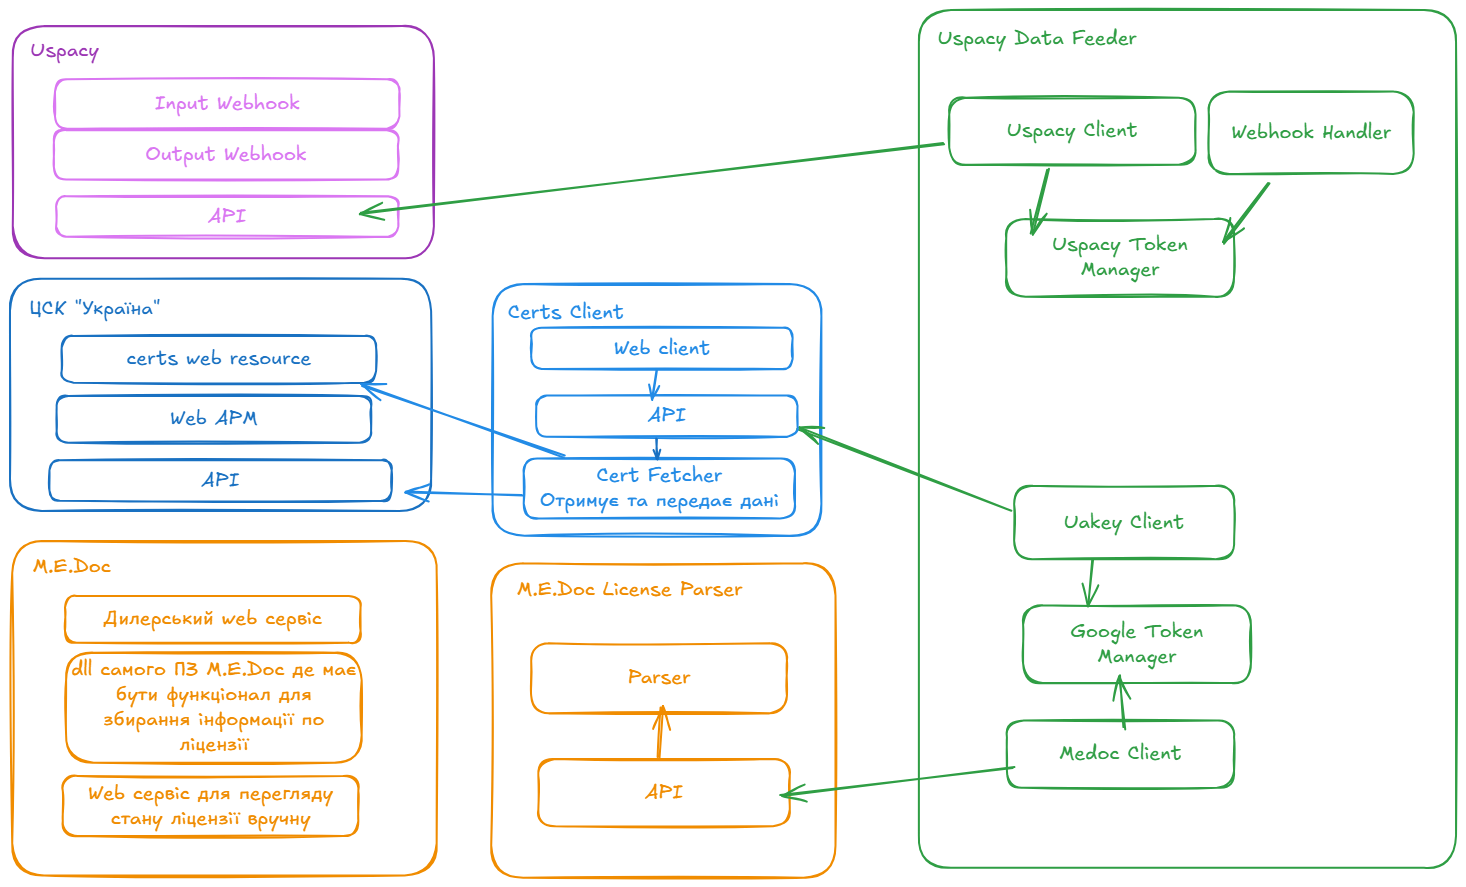 Uspacy
Input Webhook
Output Webhook
API
ЦСК "Україна"
certs web resource
Web APM
API
M.E.Doc
Дилерський web сервіс
dll самого ПЗ M.E.Doc де має
бути функціонал для
збирання інформації по
ліцензії
Web сервіс для перегляду
стану ліцензії вручну
Certs Client
Web client
API
Cert Fetcher
Отримує та передає дані
M.E.Doc License Parser
Parser
API
Uspacy Data Feeder
Uspacy Client
Webhook Handler
Uspacy Token
Manager
Uakey Client
Google Token
Manager
Medoc Client